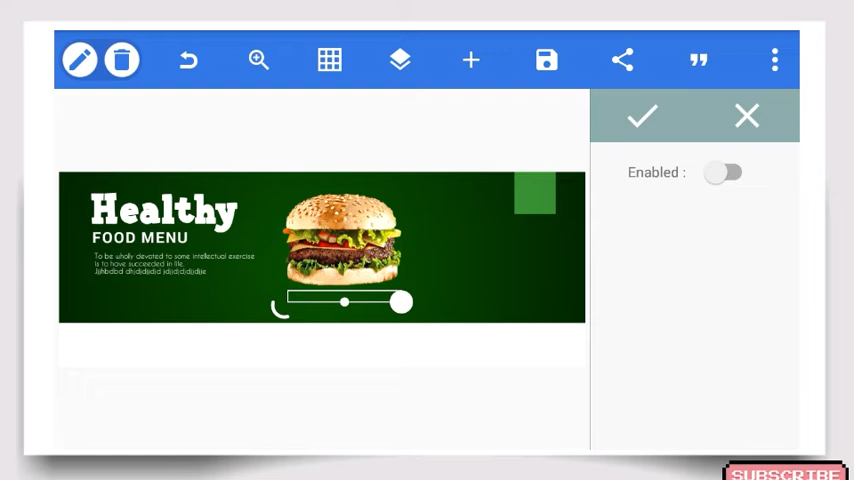 Enabled :
Healthy
FOOD MENU
To be wholly devoted to some intellectual exercise
is to have succeeded in life.
SUBSCRIBE